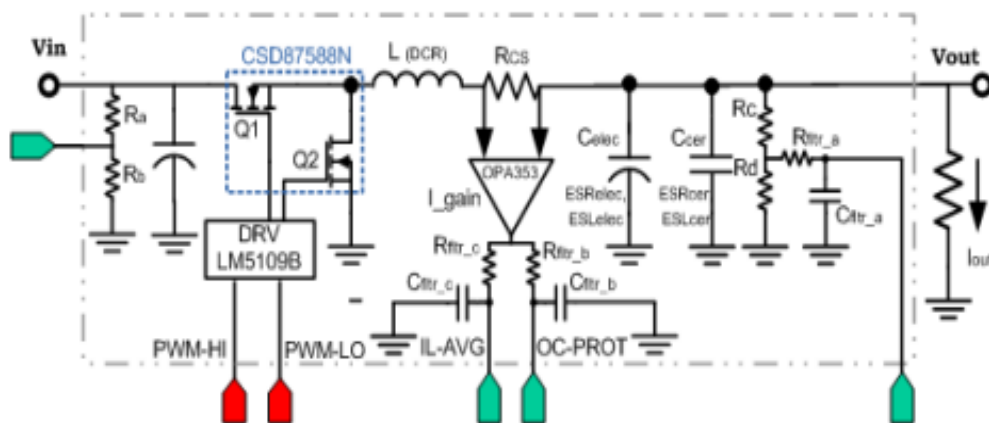 CSD87588N
L (DCR)
RCS
Vin
Vout
Ra
Q1
Rc
Rfltr_a
Celec
Ccer
Q2
OPA353
Rb
Rd
I_gain
ESRelec,
ESLelec
ESRcer,
ESLcer
Cfltr_a
DRV
LM5109B
Rfltr_c
Rfltr_b
Iout
Cfltr_c
Cfltr_b
PWM-HI
PWM-LO
IL-AVG
OC-PROT